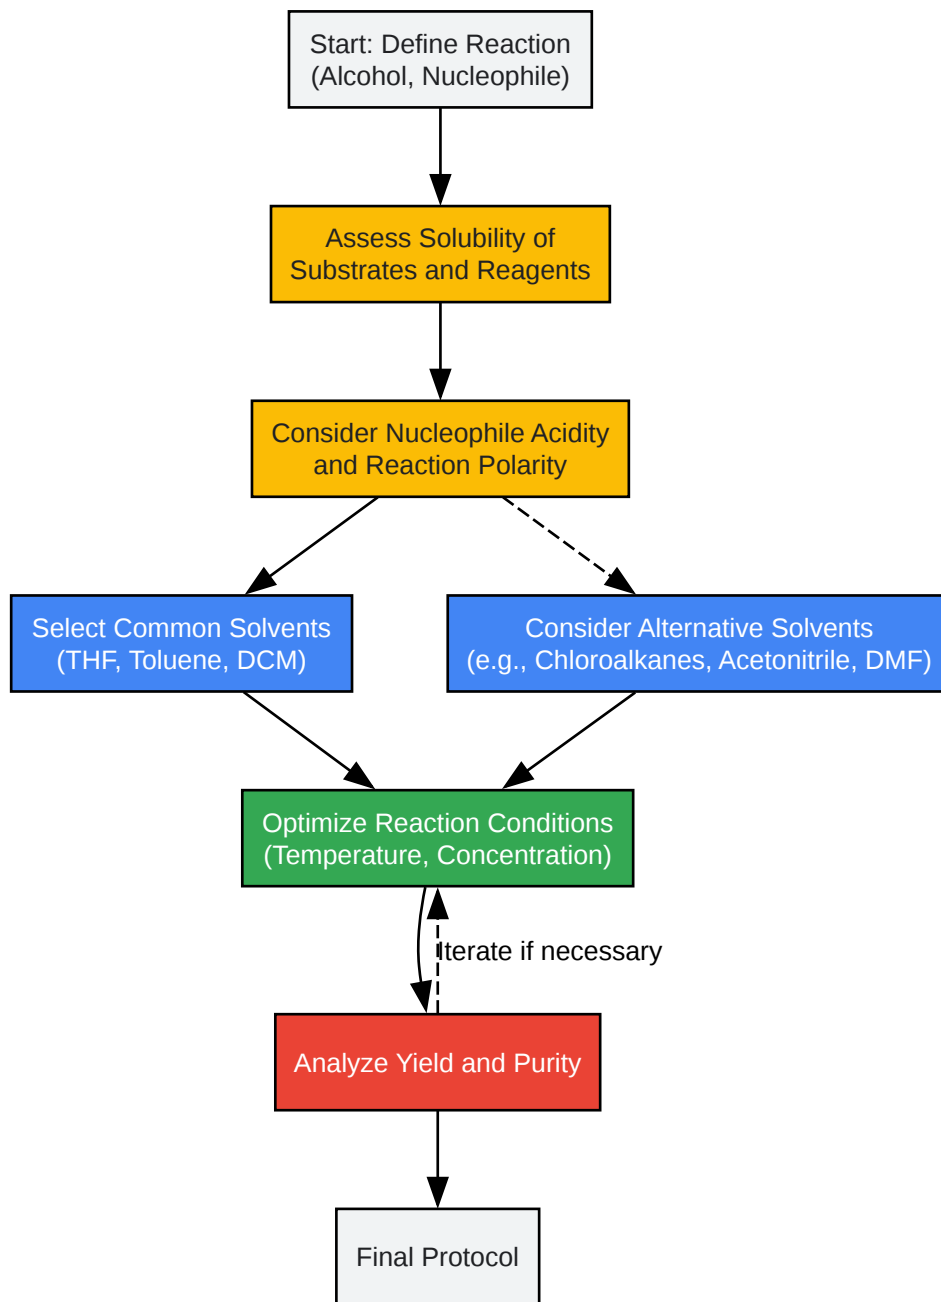 Start: Define Reaction
(Alcohol, Nucleophile)
Assess Solubility of
Substrates and Reagents
Consider Nucleophile Acidity
and Reaction Polarity
Select Common Solvents
(THF, Toluene, DCM)
Consider Alternative Solvents
(e.g., Chloroalkanes, Acetonitrile, DMF)
Optimize Reaction Conditions
(Temperature, Concentration)
Iterate if necessary
Analyze Yield and Purity
Final Protocol